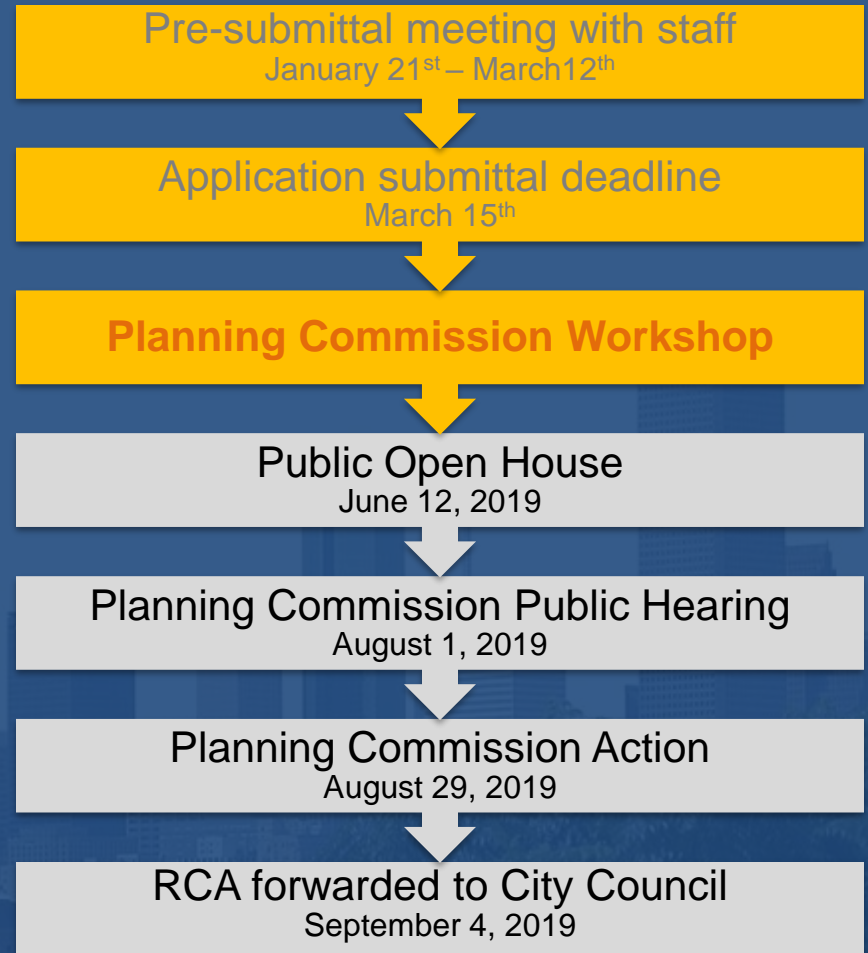 Pre-submittal meeting with staff
January 21st – March12th
Application submittal deadline
March 15th
Planning Commission Workshop
Public Open House
June 12, 2019
Planning Commission Public Hearing
August 1, 2019
Planning Commission Action
August 29, 2019
RCA forwarded to City Council
September 4, 2019